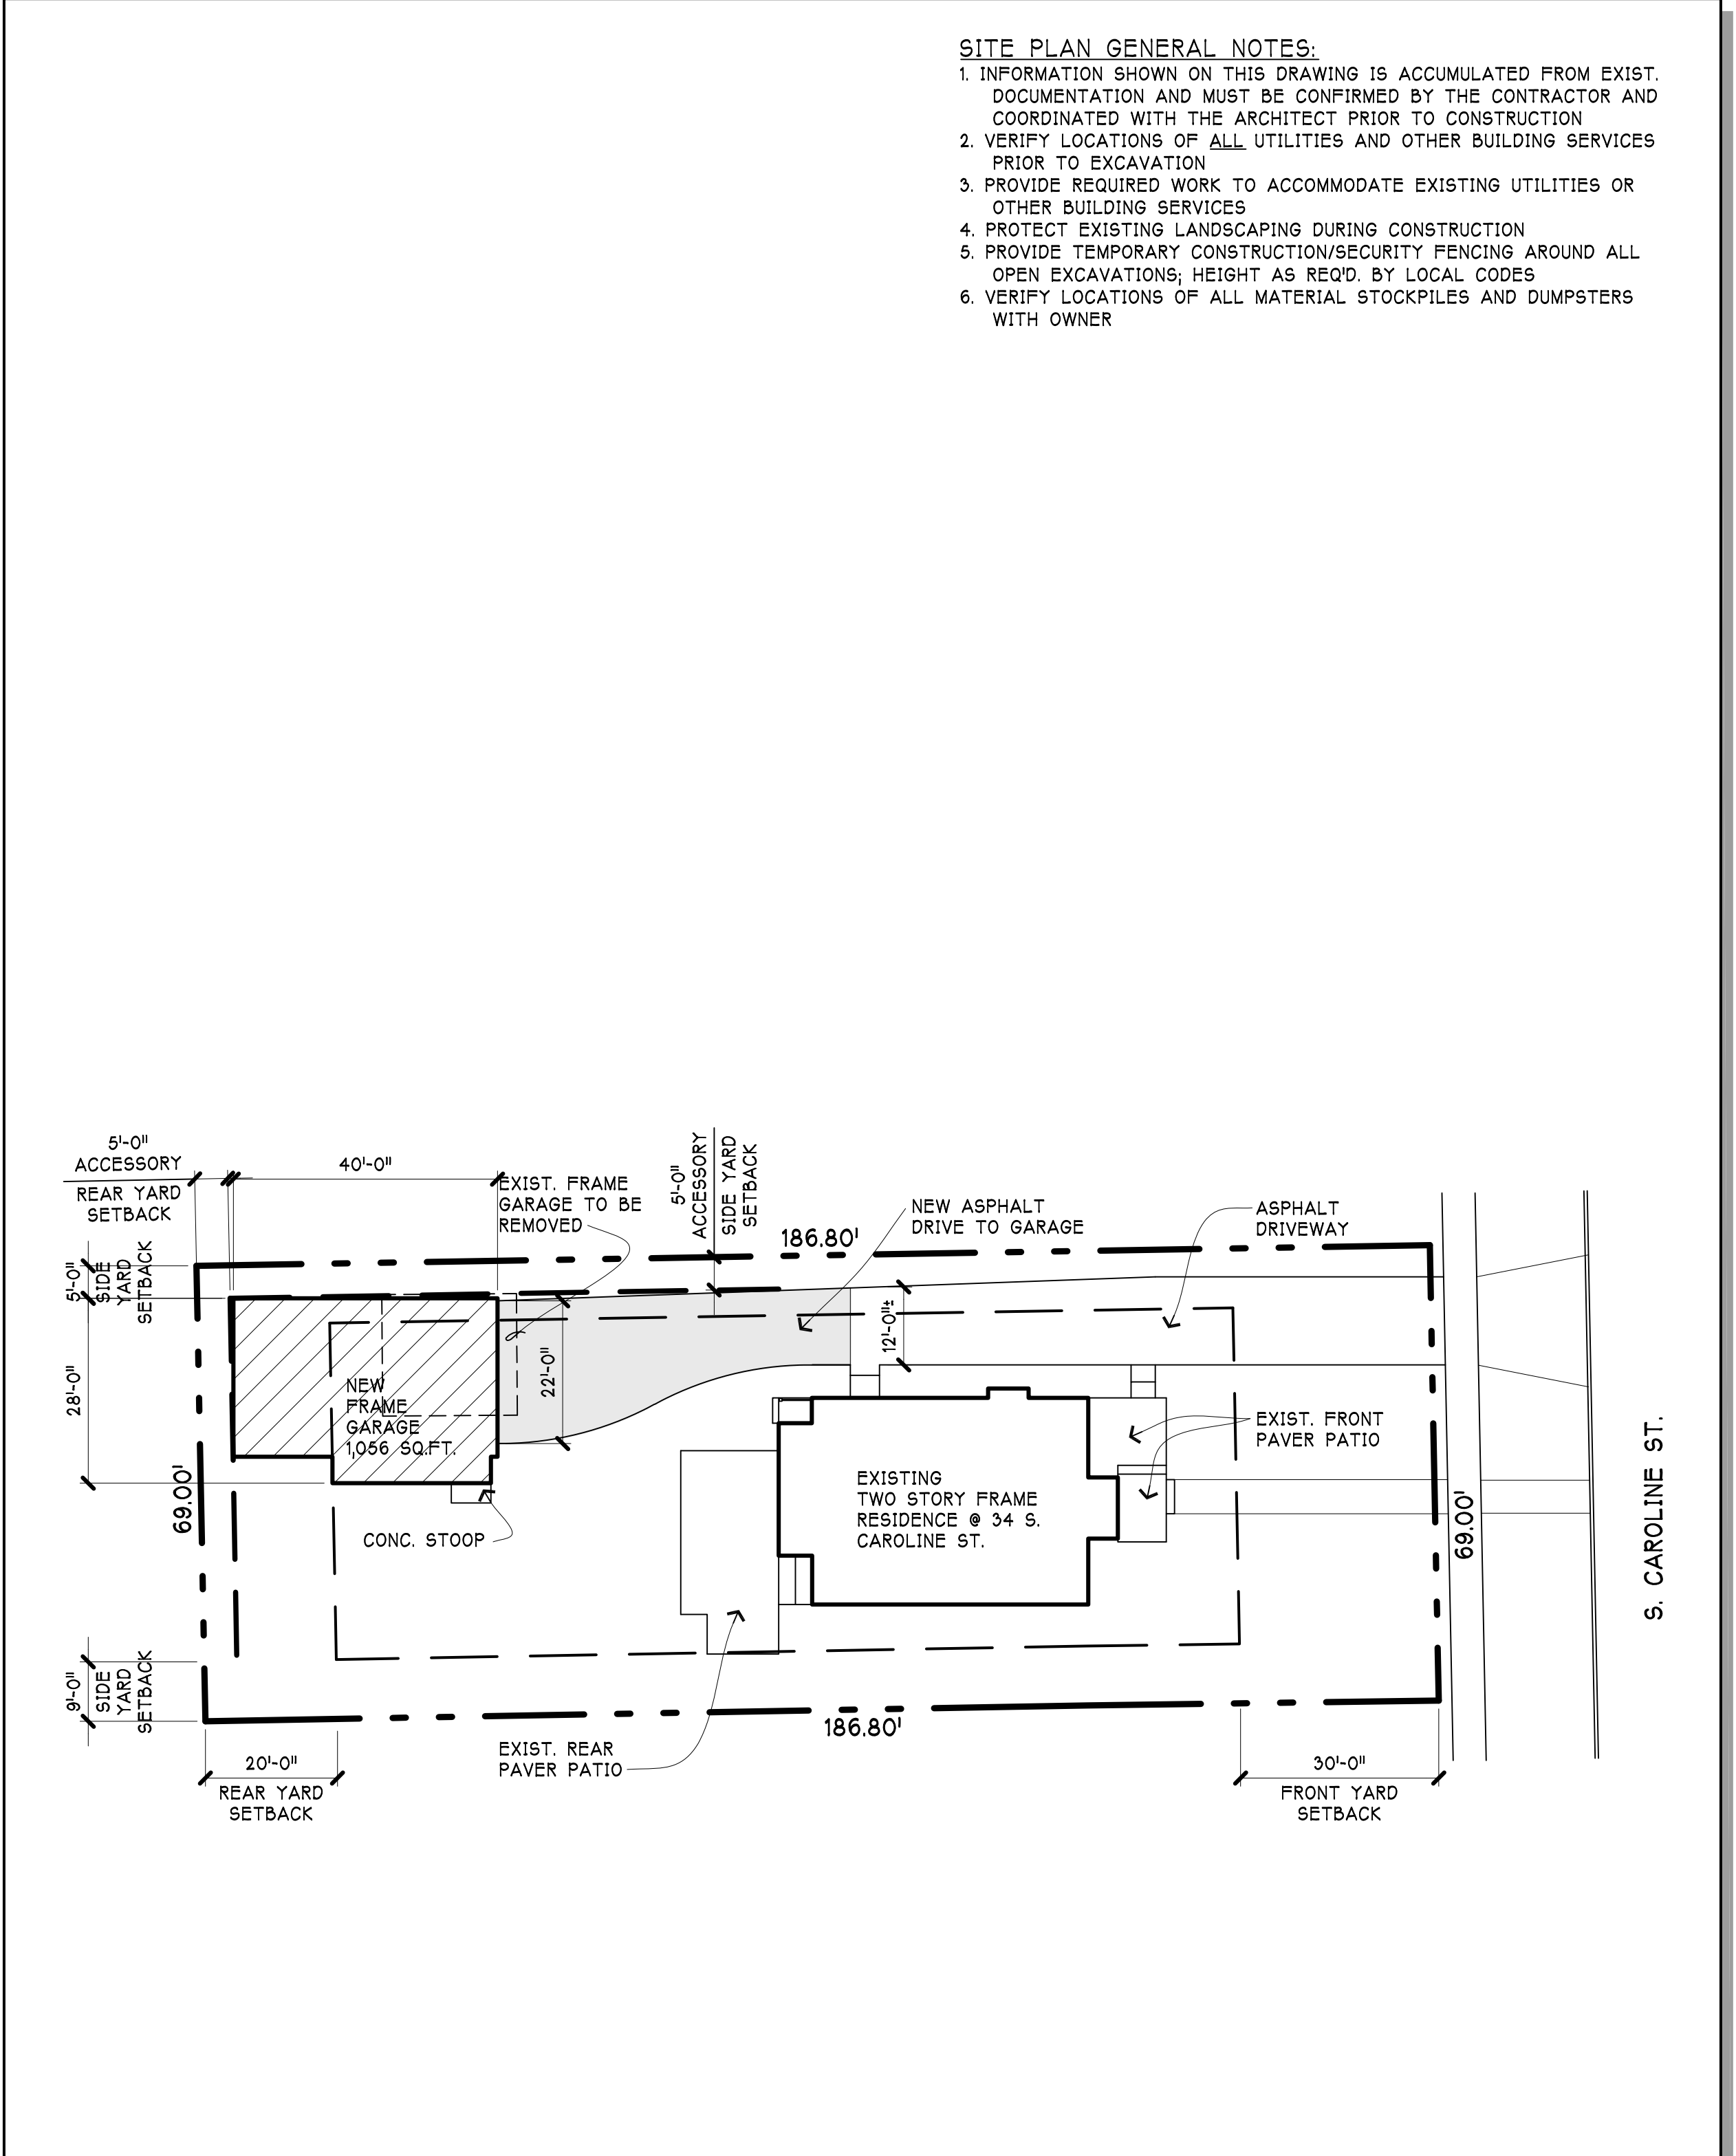 SITE PLAN GENERAL NOTES:
1. INFORMATION SHOWN ON THIS DRAWING IS ACCUMULATED FROM EXIST.
DOCUMENTATION AND MUST BE CONFIRMED BY THE CONTRACTOR AND
COORDINATED WITH THE ARCHITECT PRIOR TO CONSTRUCTION
2. VERIFY LOCATIONS OF ALL UTILITIES AND OTHER BUILDING SERVICES
PRIOR TO EXCAVATION
3. PROVIDE REQUIRED WORK TO ACCOMMODATE EXISTING UTILITIES OR
OTHER BUILDING SERVICES
4. PROTECT EXISTING LANDSCAPING DURING CONSTRUCTION
5. PROVIDE TEMPORARY CONSTRUCTION/SECURITY FENCING AROUND ALL
OPEN EXCAVATIONS; HEIGHT AS REQ'D. BY LOCAL CODES
6. VERIFY LOCATIONS OF ALL MATERIAL STOCKPILES AND DUMPSTERS
WITH OWNER
5'-0"
ACCESSORY
REAR YARD
SETBACK
40'-0"
EXIST. FRAME
GARAGE TO BE
REMOVED
5'-0"
ACCESSORY
SIDE YARD
SETBACK
186.80'
NEW ASPHALT
DRIVE TO GARAGE
ASPHALT
DRIVEWAY
5'-0"
SIDE
YARD
SETBACK
28'-0"
69.00'
NEW
FRAME
GARAGE
1,056 SQ.FT.
22'-0"
12'-0"±
EXIST. FRONT
PAVER PATIO
EXISTING
TWO STORY FRAME
RESIDENCE @ 34 S.
CAROLINE ST.
CONC. STOOP
69.00'
S. CAROLINE ST.
9'-0"
SIDE
YARD
SETBACK
186.80'
EXIST. REAR
PAVER PATIO
20'-0"
REAR YARD
SETBACK
30'-0"
FRONT YARD
SETBACK